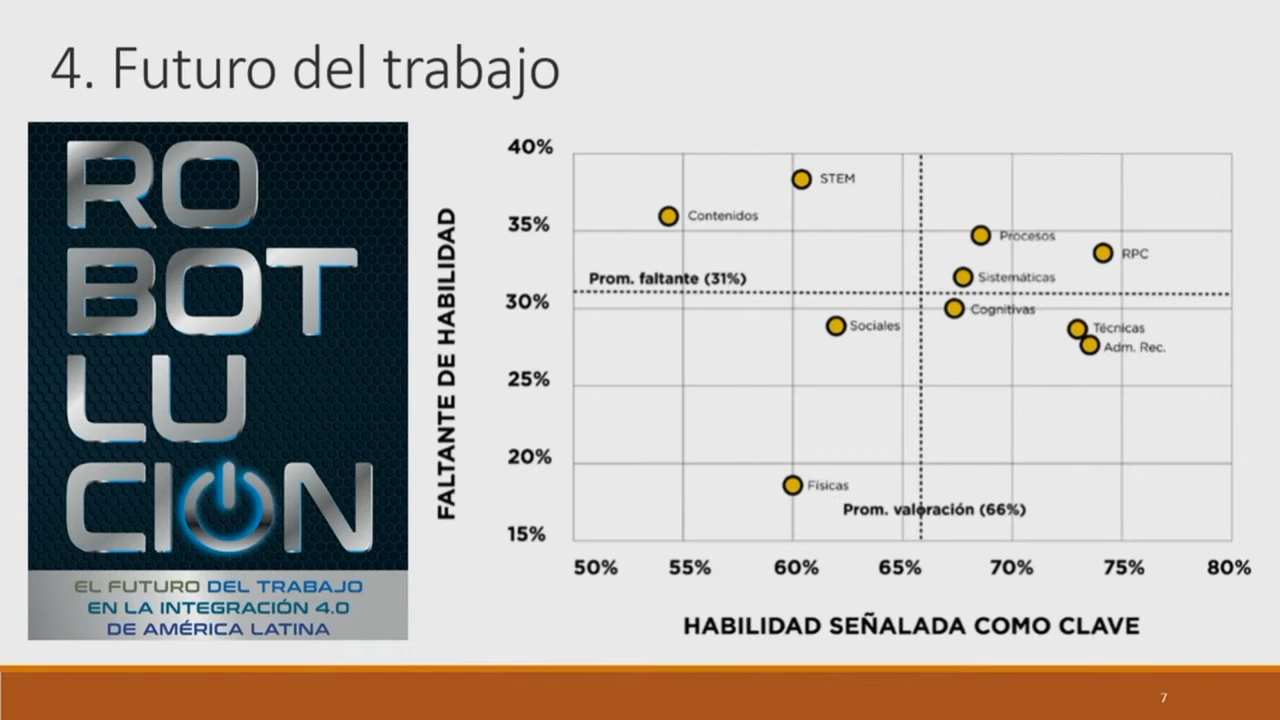 4. Futuro del trabajo
RO
BOT
LU
CIÓN
EL FUTURO DEL TRABAJO
EN LA INTEGRACIÓN 4.0
DE AMÉRICA LATINA
FALTANTE DE HABILIDAD
40%
35%
30%
25%
20%
15%
STEM
Contenidos
Procesos
RPC
Sistemáticas
Prom. faltante (31%)
Cognitivas
Sociales
Técnicas
Adm. Rec.
Físicas
Prom. valoración (66%)
50%
55%
60%
65%
70%
75%
80%
HABILIDAD SEÑALADA COMO CLAVE
7